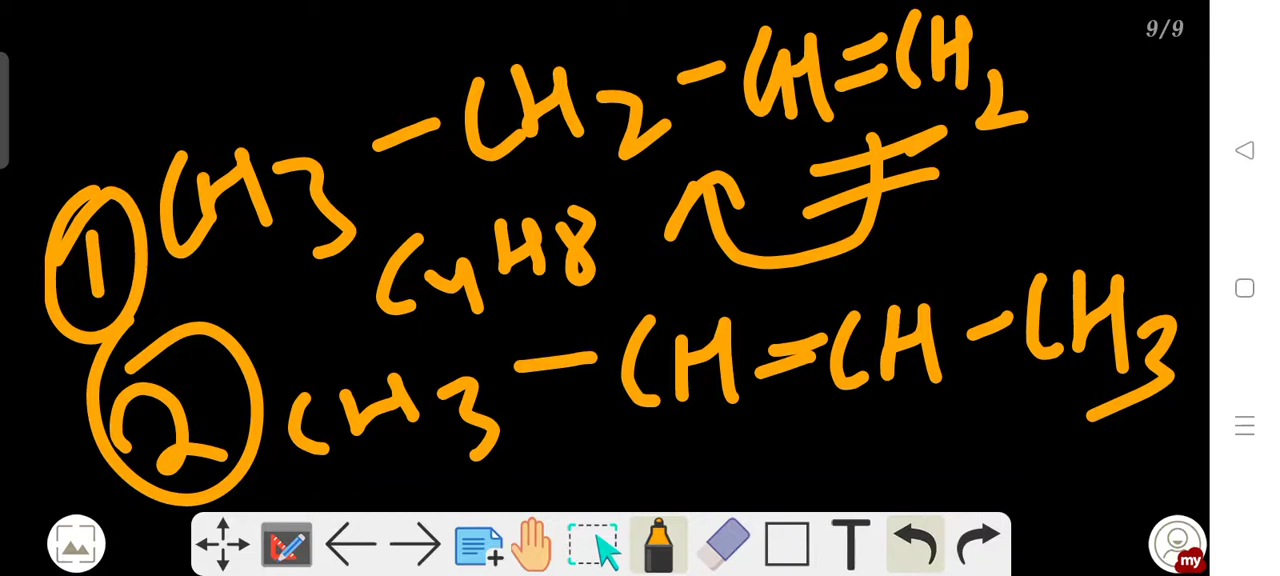 9/9
① CH3 - CH2 - CH=CH2
C4H8
② CH3 - CH=CH - CH3
T
my